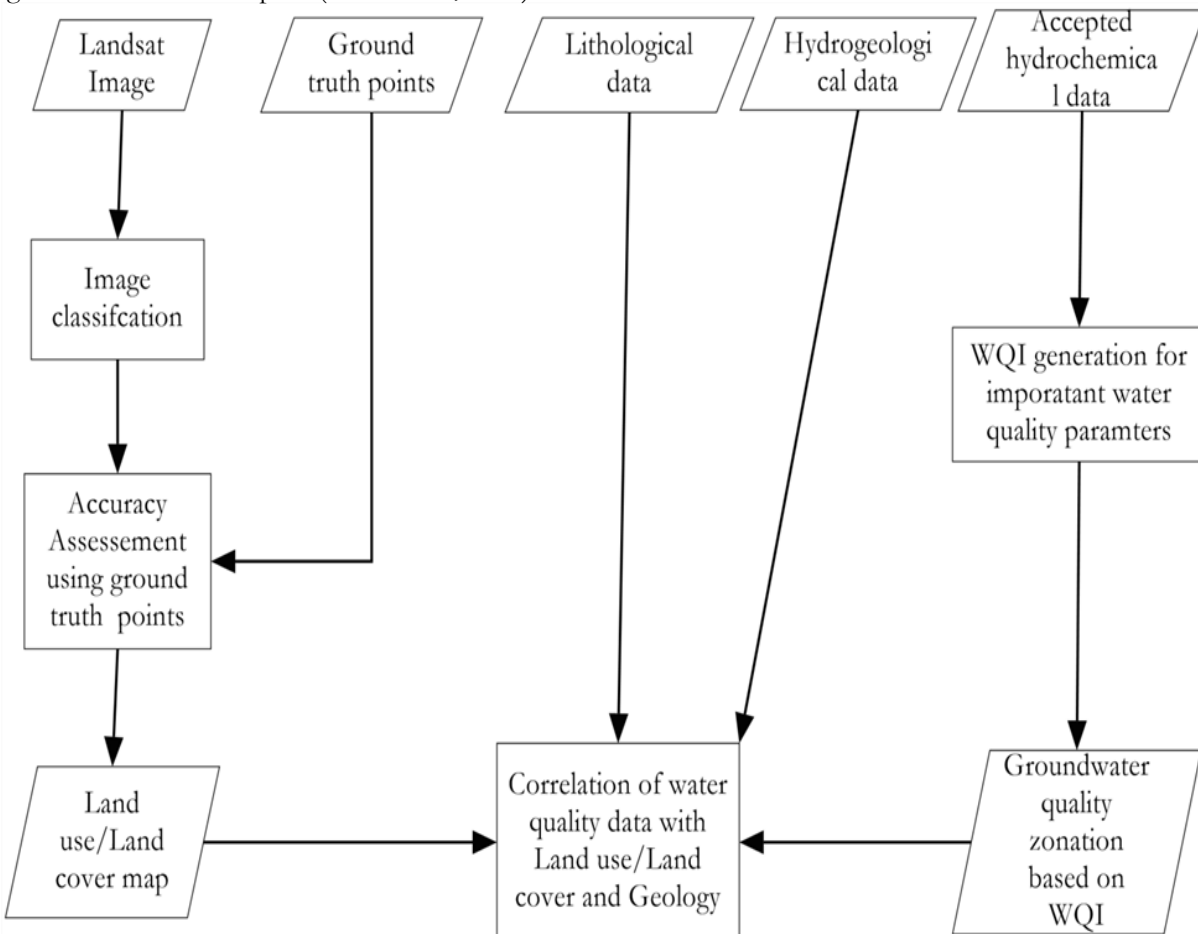 Landsat
Image
Ground
truth points
Lithological
data
Hydrogeologi
cal data
Accepted
hydrochemica
l data
Image
classifcation
WQI generation for
imporatant water
quality paramters
Accuracy
Assessement
using ground
truth points
Land
use/Land
cover map
Correlation of water
quality data with
Land use/Land
cover and Geology
Groundwater
quality
zonation
based on
WQI